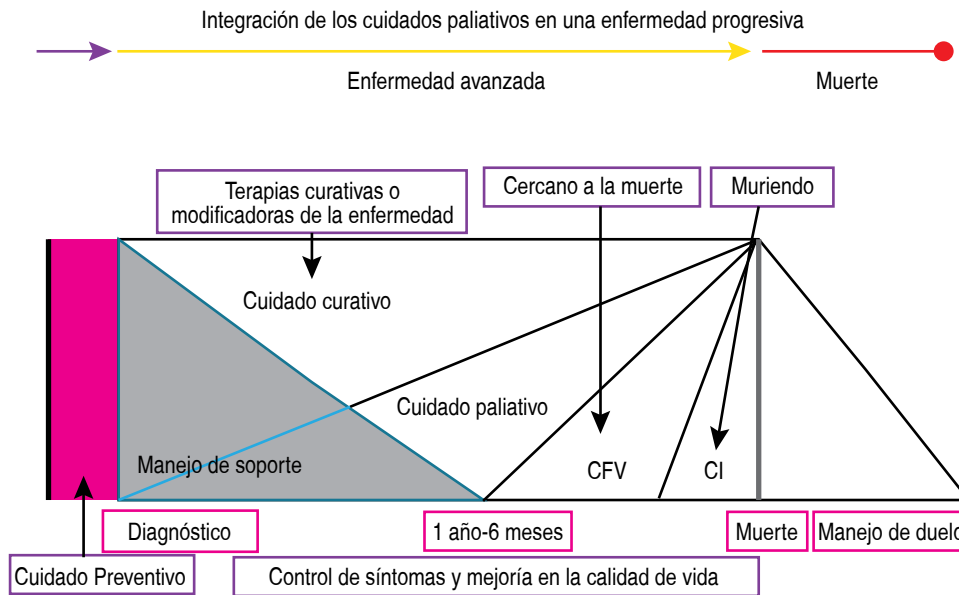 Integración de los cuidados paliativos en una enfermedad progresiva
Enfermedad avanzada
Muerte
Terapias curativas o
modificadoras de la enfermedad
Cercano a la muerte
Muriendo
Cuidado curativo
Cuidado paliativo
Manejo de soporte
CFV
CI
Diagnóstico
1 año-6 meses
Muerte
Manejo de duelo
Cuidado Preventivo
Control de síntomas y mejoría en la calidad de vida